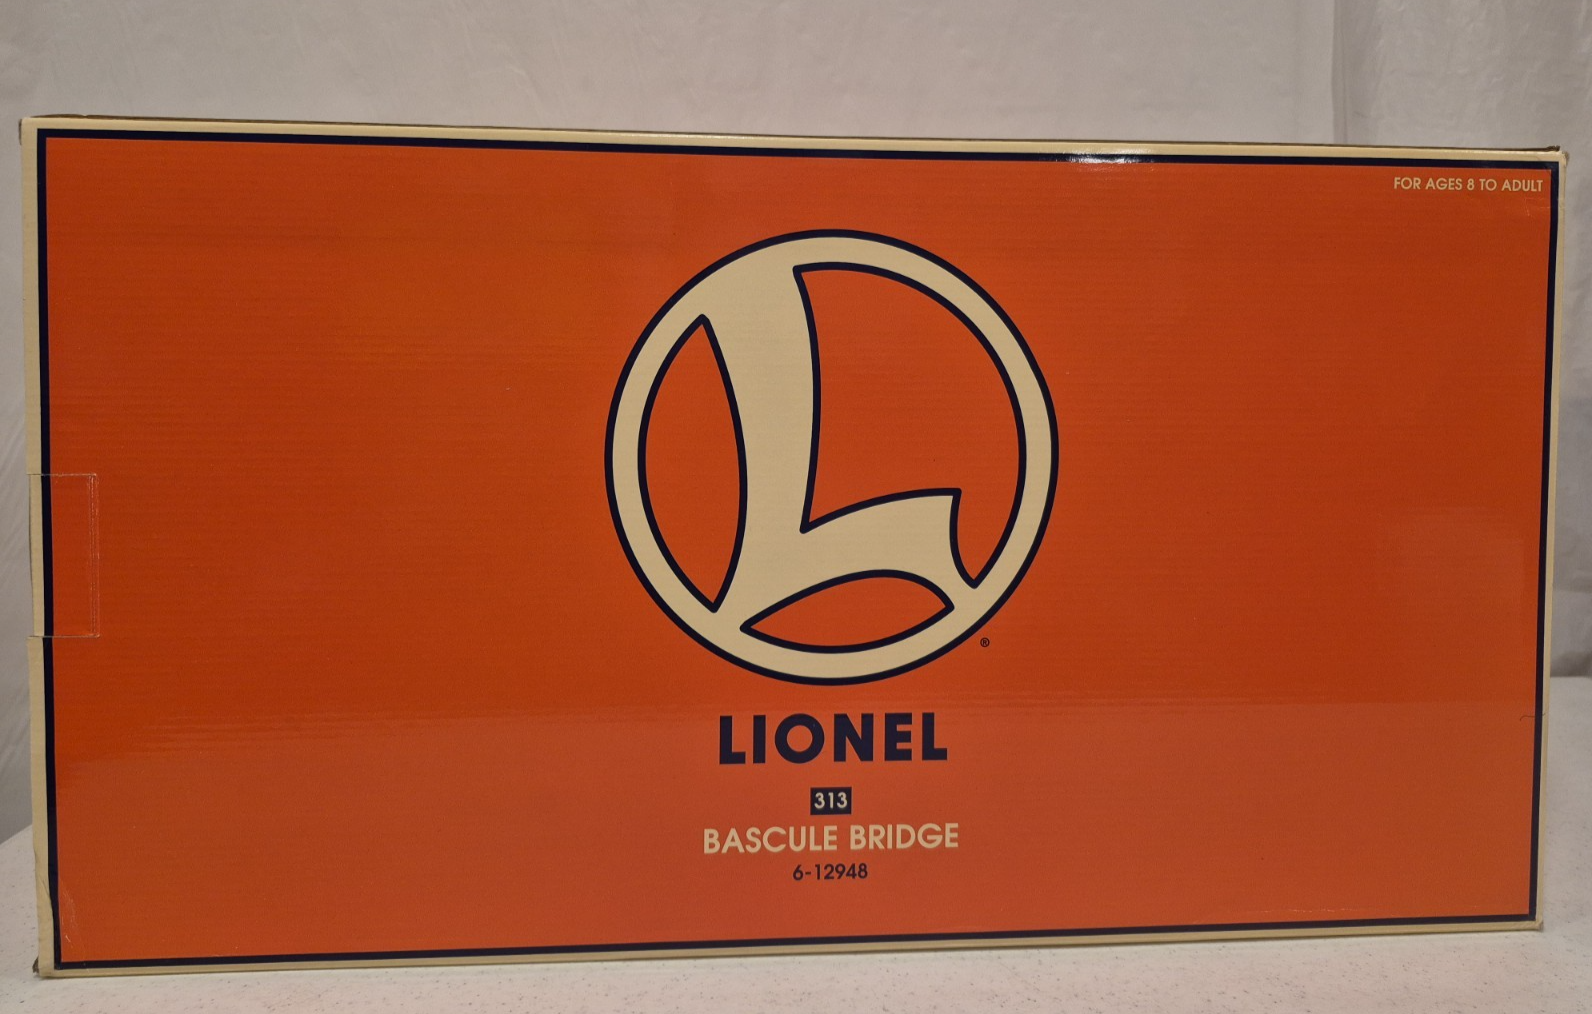 FOR AGES 8 TO ADULT
L
®
LIONEL
313
BASCULE BRIDGE
6-12948